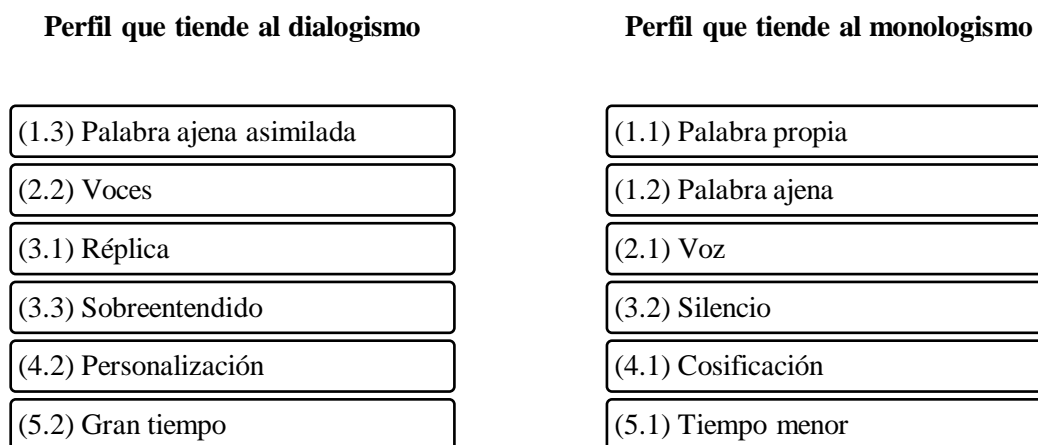 Perfil que tiende al dialogismo
(1.3) Palabra ajena asimilada
(2.2) Voces
(3.1) Réplica
(3.3) Sobreentendido
(4.2) Personalización
(5.2) Gran tiempo
Perfil que tiende al monologismo
(1.1) Palabra propia
(1.2) Palabra ajena
(2.1) Voz
(3.2) Silencio
(4.1) Cosificación
(5.1) Tiempo menor